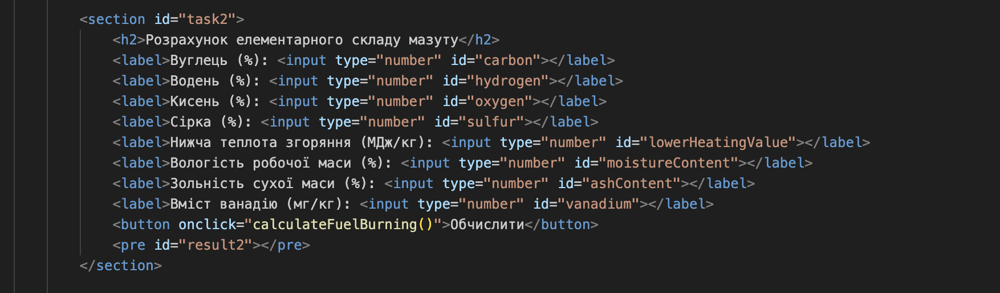 <section id="task2">
<h2>Розрахунок елементарного складу мазуту</h2>
<label>Вуглець (%): <input type="number" id="carbon"></label>
<label>Водень (%): <input type="number" id="hydrogen"></label>
<label>Кисень (%): <input type="number" id="oxygen"></label>
<label>Сірка (%): <input type="number" id="sulfur"></label>
<label>Нижча теплота згоряння (МДж/кг): <input type="number" id="lowerHeatingValue"></label>
<label>Вологість робочої маси (%): <input type="number" id="moistureContent"></label>
<label>Зольність сухої маси (%): <input type="number" id="ashContent"></label>
<label>Вміст ванадію (мг/кг): <input type="number" id="vanadium"></label>
<button onclick="calculateFuelBurning()">Обчислити</button>
<pre id="result2"></pre>
</section>